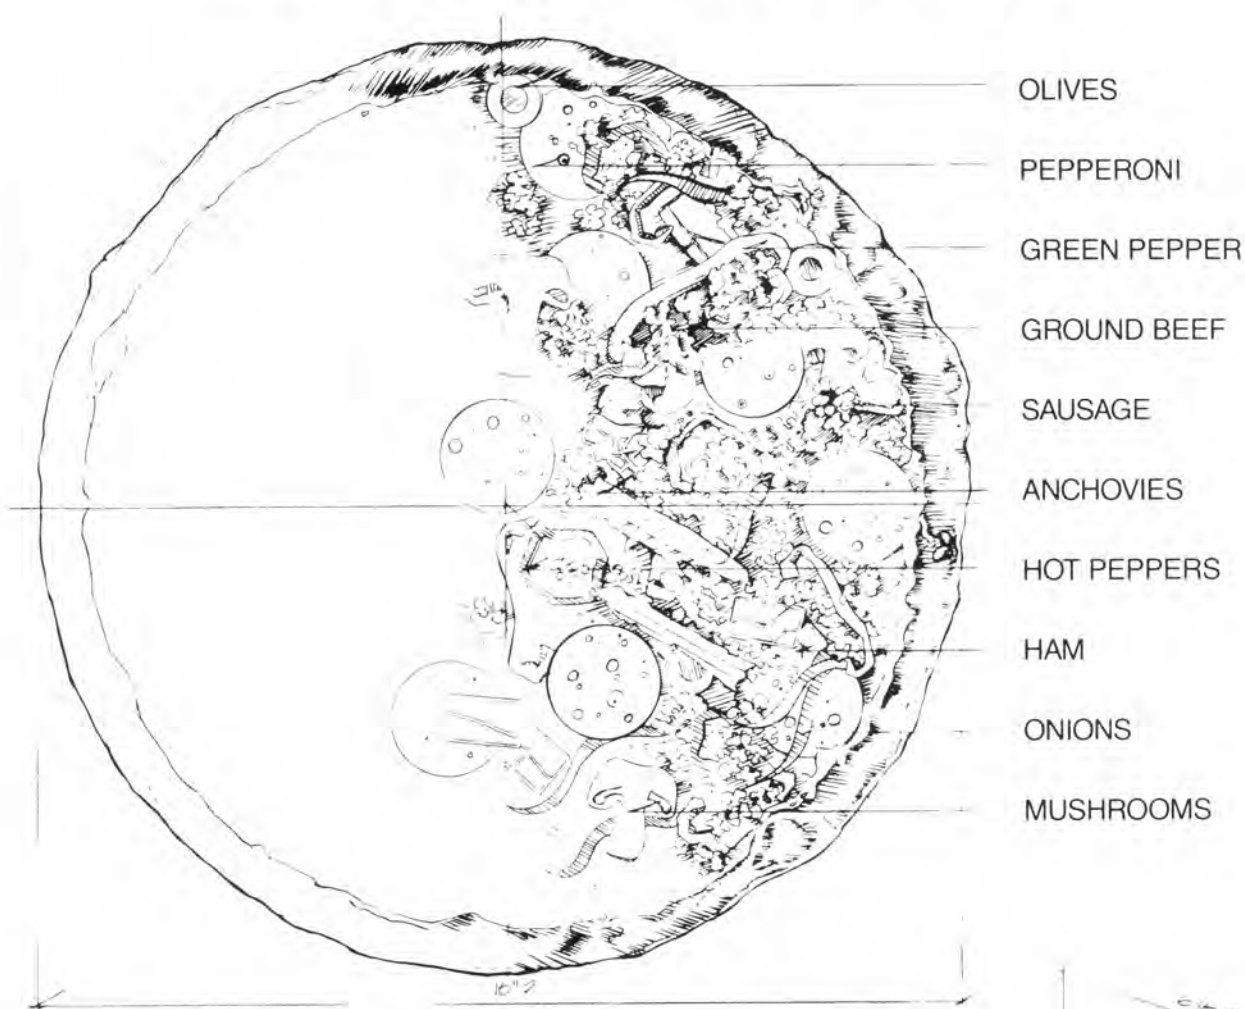 OLIVES
PEPPERONI
GREEN PEPPER
GROUND BEEF
SAUSAGE
ANCHOVIES
HOT PEPPERS
HAM
ONIONS
MUSHROOMS